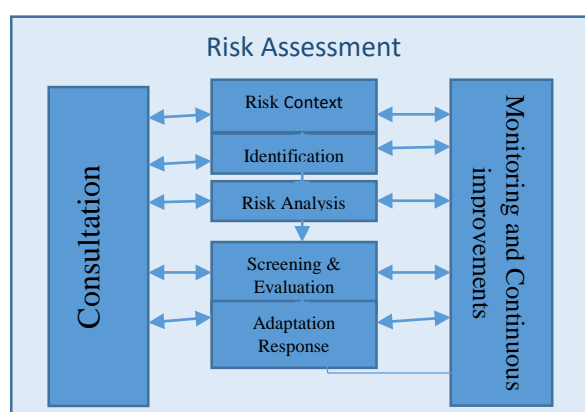 Risk Assessment
Consultation
Risk Context
Identification
Risk Analysis
Screening &
Evaluation
Adaptation
Response
Monitoring and Continuous
improvements